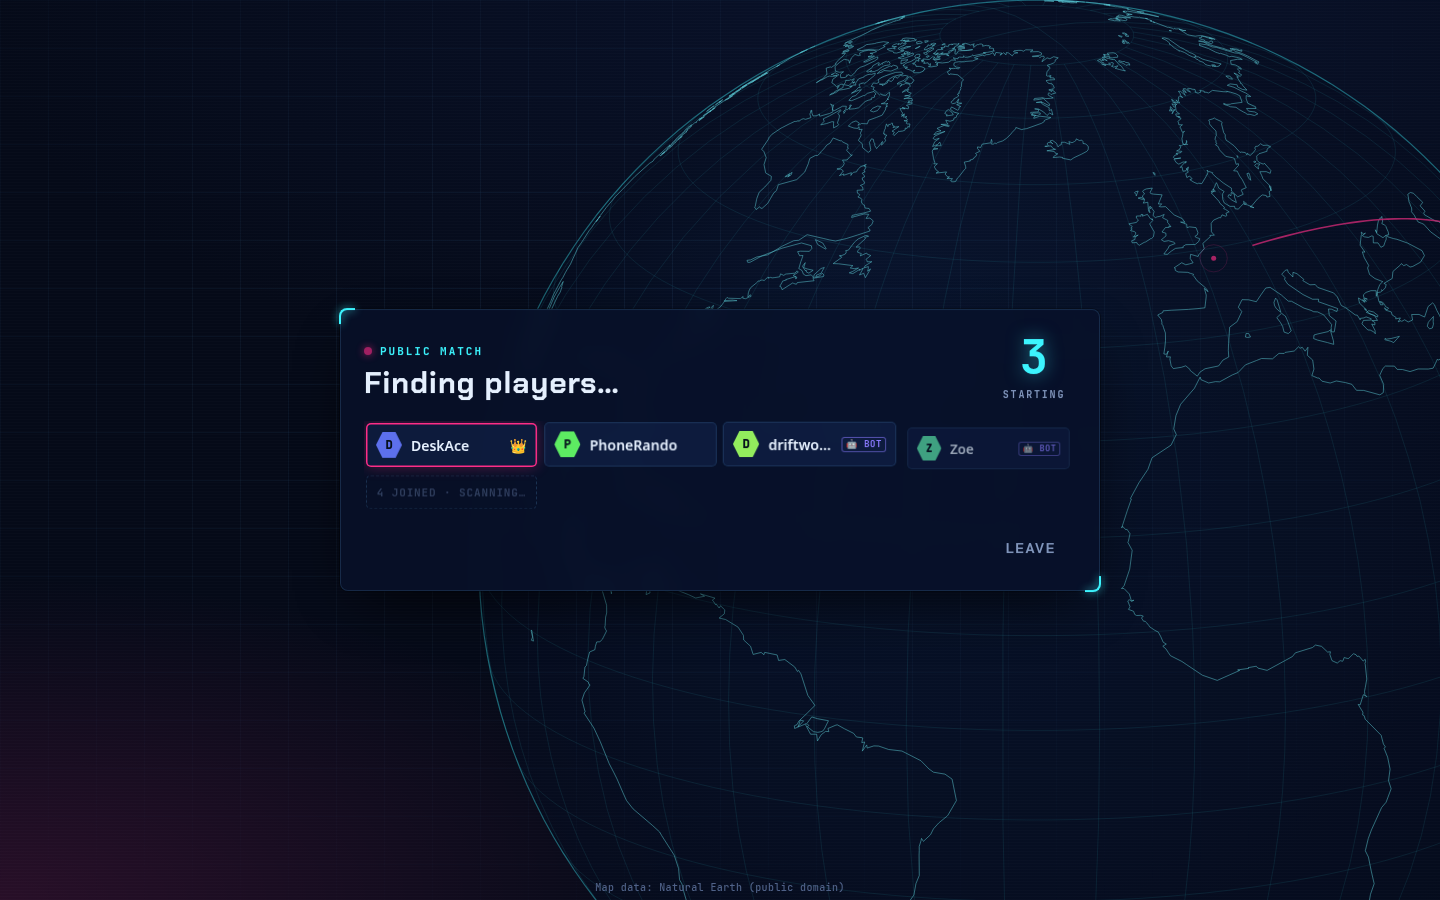 PUBLIC MATCH
Finding players...
3
STARTING
D DeskAce
P PhoneRando
D driftwo... BOT
Z Zoe BOT
4 JOINED · SCANNING…
LEAVE
Map data: Natural Earth (public domain)